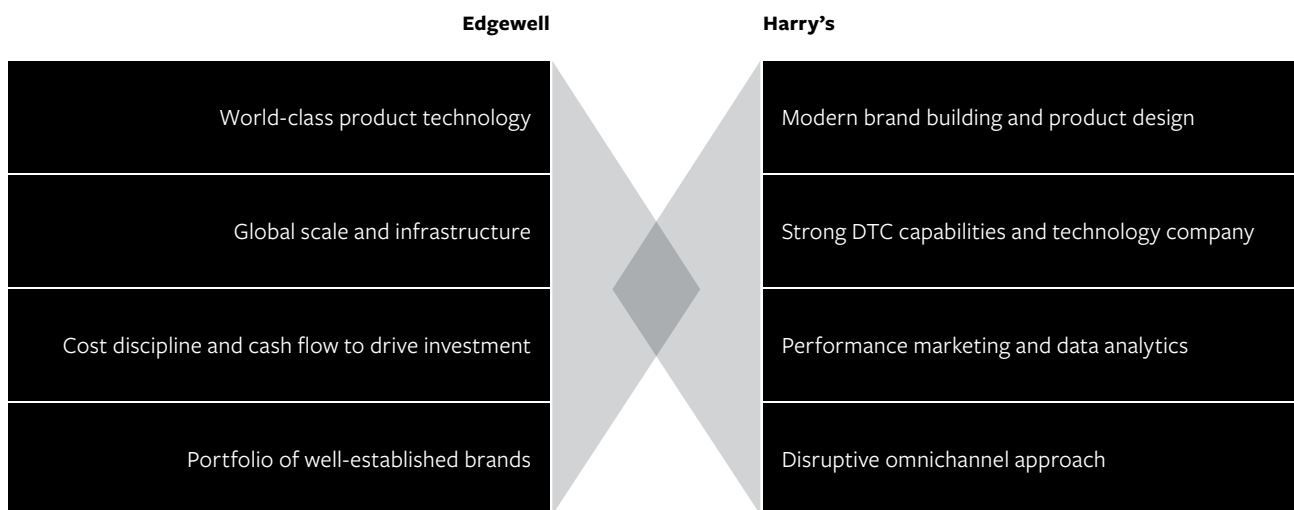 Edgewell
Harry’s
World-class product technology
Modern brand building and product design
Global scale and infrastructure
Strong DTC capabilities and technology company
Cost discipline and cash flow to drive investment
Performance marketing and data analytics
Portfolio of well-established brands
Disruptive omnichannel approach